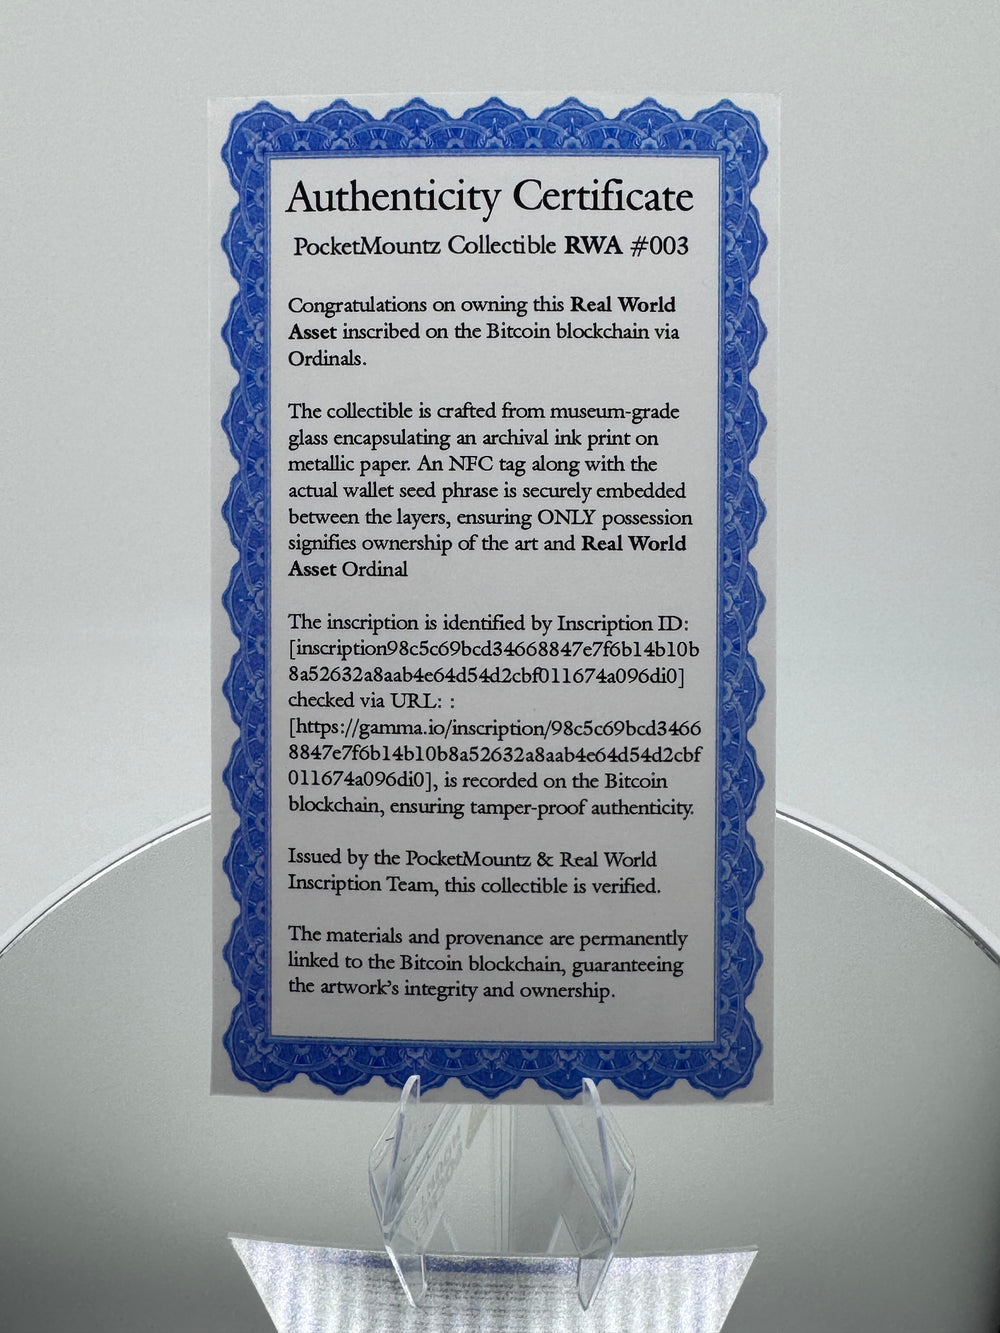 Authenticity Certificate
PocketMountz Collectible RWA #003
Congratulations on owning this Real World
Asset inscribed on the Bitcoin blockchain via
Ordinals.
The collectible is crafted from museum-grade
glass encapsulating an archival ink print on
metallic paper. An NFC tag along with the
actual wallet seed phrase is securely embedded
between the layers, ensuring ONLY possession
signifies ownership of the art and Real World
Asset Ordinal
The inscription is identified by Inscription ID:
[inscription98c5c69bcd34668847e7f6b14b10b
8a52632a8aab4e64d54d2cbf011674a096di0]
checked via URL: :
[https://gamma.io/inscription/98c5c69bcd3466
8847e7f6b14b10b8a52632a8aab4e64d54d2cbf
011674a096di0], is recorded on the Bitcoin
blockchain, ensuring tamper-proof authenticity.
Issued by the PocketMountz & Real World
Inscription Team, this collectible is verified.
The materials and provenance are permanently
linked to the Bitcoin blockchain, guaranteeing
the artwork's integrity and ownership.